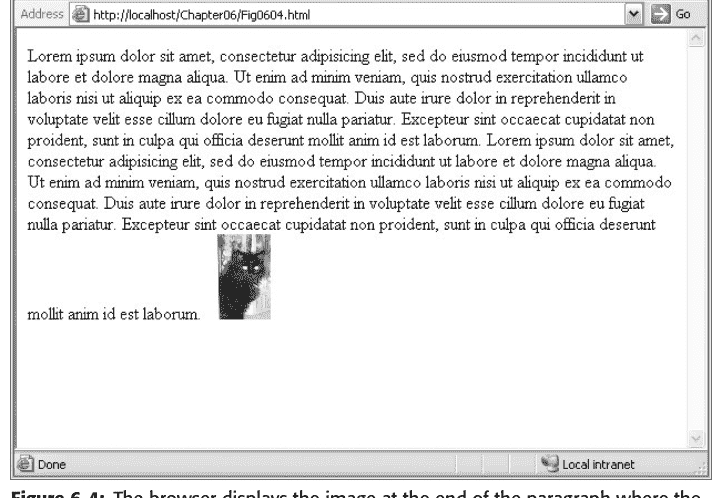 Address http://localhost/Chapter06/Fig0604.html Go
Lorem ipsum dolor sit amet, consectetur adipisicing elit, sed do eiusmod tempor incididunt ut
labore et dolore magna aliqua. Ut enim ad minim veniam, quis nostrud exercitation ullamco
laboris nisi ut aliquip ex ea commodo consequat. Duis aute irure dolor in reprehenderit in
voluptate velit esse cillum dolore eu fugiat nulla pariatur. Excepteur sint occaecat cupidatat non
proident, sunt in culpa qui officia deserunt mollit anim id est laborum. Lorem ipsum dolor sit amet,
consectetur adipisicing elit, sed do eiusmod tempor incididunt ut labore et dolore magna aliqua.
Ut enim ad minim veniam, quis nostrud exercitation ullamco laboris nisi ut aliquip ex ea commodo
consequat. Duis aute irure dolor in reprehenderit in voluptate velit esse cillum dolore eu fugiat
nulla pariatur. Excepteur sint occaecat cupidatat non proident, sunt in culpa qui officia deserunt
mollit anim id est laborum.
Done Local intranet
Figure 6-4: The browser displays the image at the end of the paragraph where the